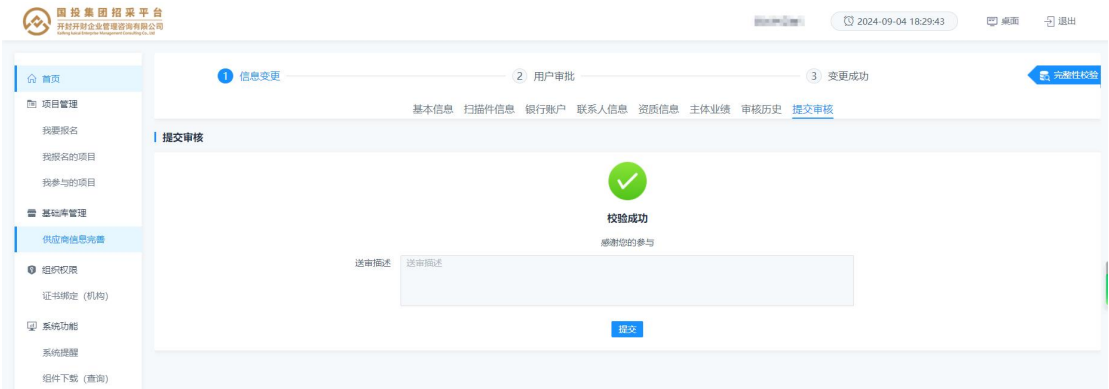 国投集团招采平台
开封开财企业管理咨询有限公司
Kaifeng kaicai Enterprise Management Consulting Co.,Ltd
2024-09-04 18:29:43
桌面
退出
首页
项目管理
我要报名
我报名的项目
我参与的项目
基础库管理
供应商信息完善
组织权限
证书绑定（机构）
系统功能
系统提醒
组件下载（查询）
1 信息变更
2 用户审批
3 变更成功
完整性校验
基本信息 扫描件信息 银行账户 联系人信息 资质信息 主体业绩 审核历史 提交审核
提交审核
校验成功
感谢您的参与
送审描述 送审描述
提交